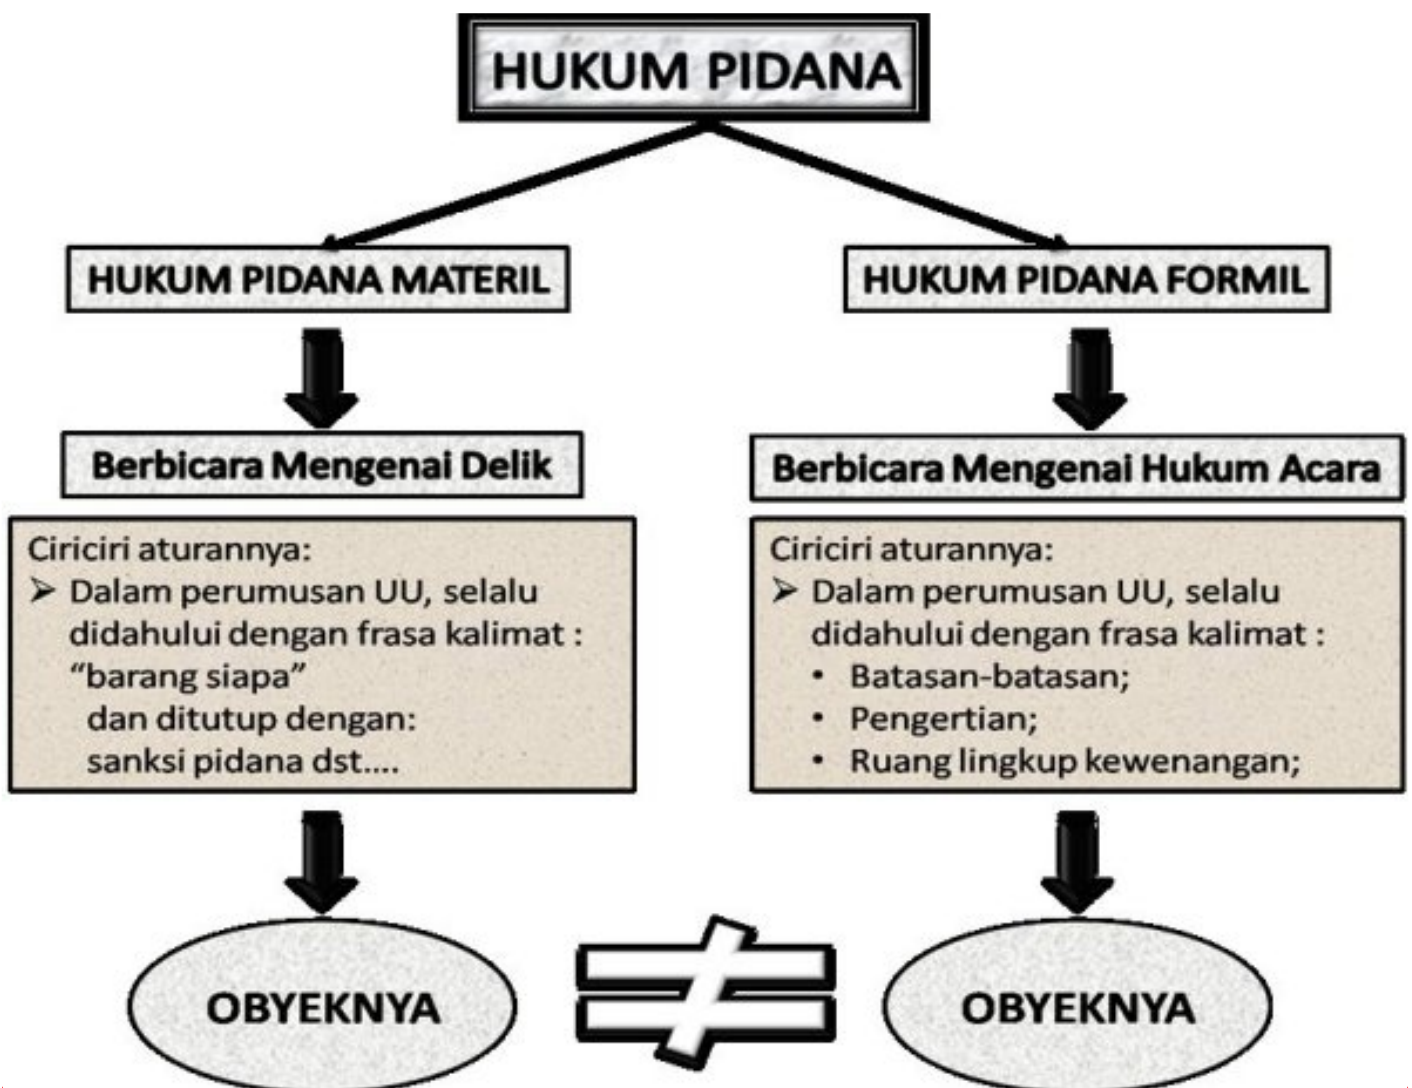 HUKUM PIDANA
HUKUM PIDANA MATERIL
Berbicara Mengenai Delik
Ciriciri aturannya:
➢ Dalam perumusan UU, selalu
didahului dengan frasa kalimat :
“barang siapa”
dan ditutup dengan:
sanksi pidana dst....
OBYEKNYA
HUKUM PIDANA FORMIL
Berbicara Mengenai Hukum Acara
Ciriciri aturannya:
➢ Dalam perumusan UU, selalu
didahului dengan frasa kalimat :
• Batasan-batasan;
• Pengertian;
• Ruang lingkup kewenangan;
OBYEKNYA